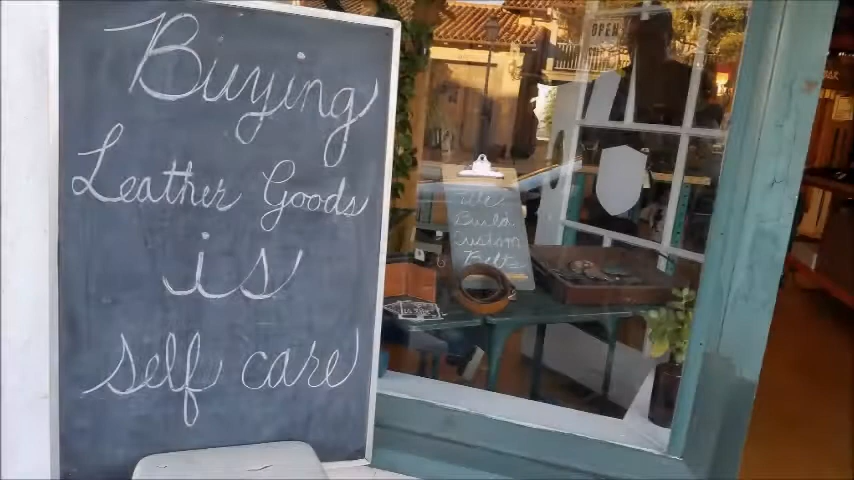 Buying
Leather Goods
is
self care
OPEN
We
Build
Custom
Belts